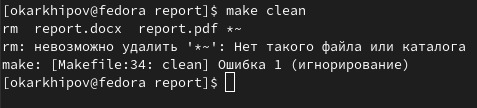 [okarkhipov@fedora report]$ make clean
rm  report.docx  report.pdf *~
rm: невозможно удалить '*~': Нет такого файла или каталога
make: [Makefile:34: clean] Ошибка 1 (игнорирование)
[okarkhipov@fedora report]$